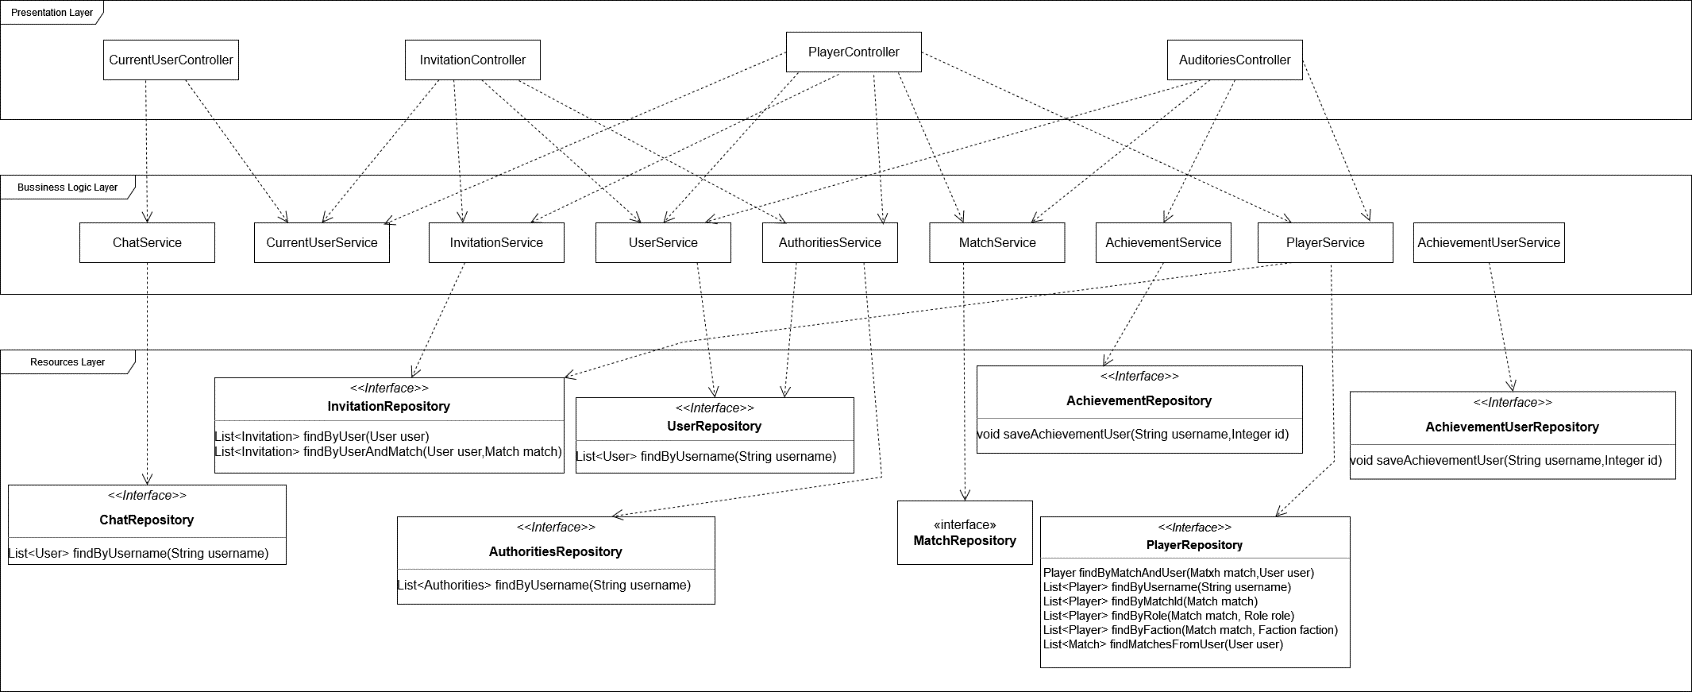 Presentation Layer
CurrentUserController
InvitationController
PlayerController
AuditoriesController
Bussiness Logic Layer
ChatService
CurrentUserService
InvitationService
UserService
AuthoritiesService
MatchService
AchievementService
PlayerService
AchievementUserService
Resources Layer
<<Interface>>
InvitationRepository
List<Invitation> findByUser(User user)
List<Invitation> findByUserAndMatch(User user,Match match)
<<Interface>>
UserRepository
List<User> findByUsername(String username)
<<Interface>>
AchievementRepository
void saveAchievementUser(String username,Integer id)
<<Interface>>
AchievementUserRepository
void saveAchievementUser(String username,Integer id)
<<Interface>>
ChatRepository
List<User> findByUsername(String username)
<<Interface>>
AuthoritiesRepository
List<Authorities> findByUsername(String username)
«interface»
MatchRepository
<<Interface>>
PlayerRepository
Player findByMatchAndUser(Matxh match,User user)
List<Player> findByUsername(String username)
List<Player> findByMatchId(Match match)
List<Player> findByRole(Match match, Role role)
List<Player> findByFaction(Match match, Faction faction)
List<Match> findMatchesFromUser(User user)